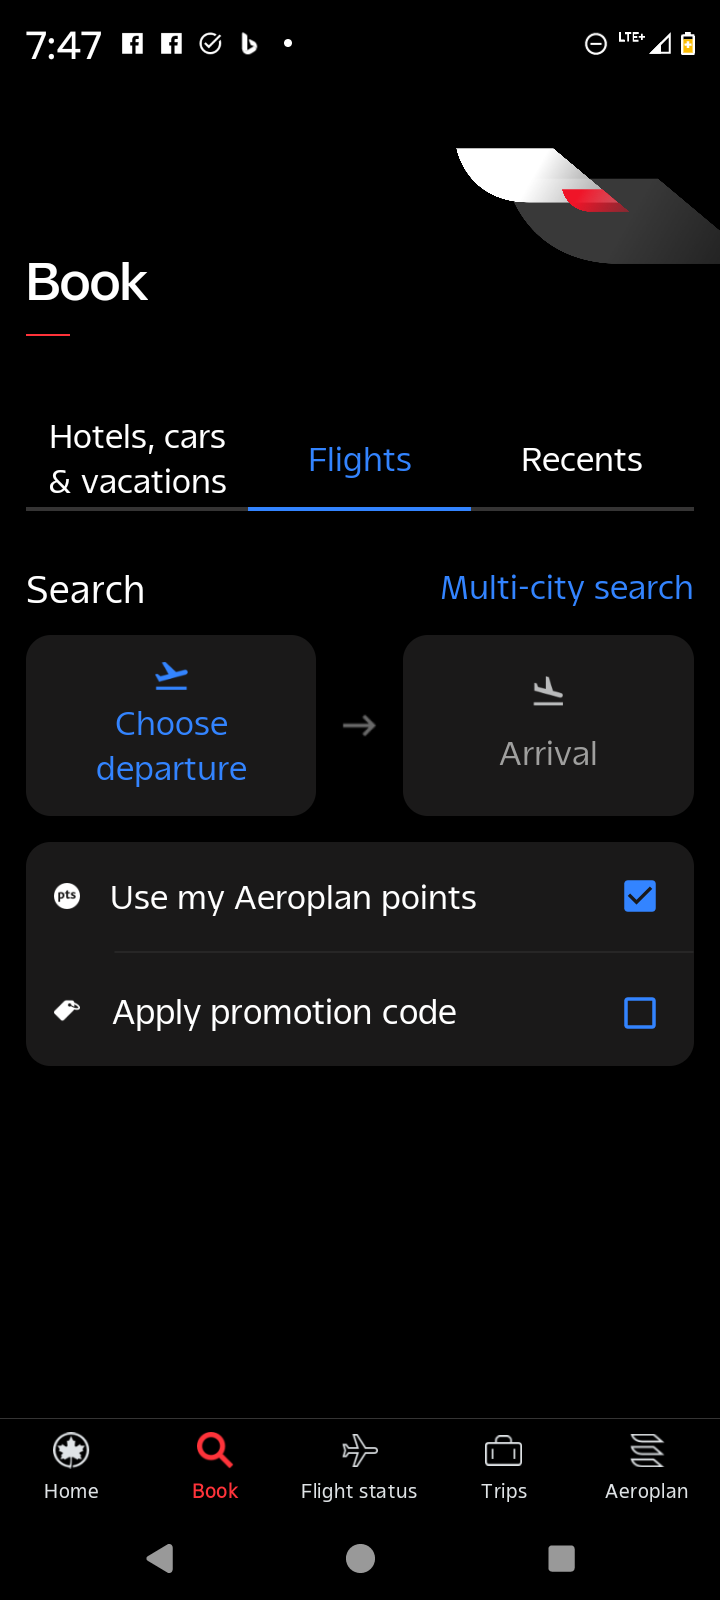 7:47
LTE+
Book
Hotels, cars
& vacations
Flights
Recents
Search
Multi-city search
Choose
departure
Arrival
pts
Use my Aeroplan points
Apply promotion code
Home
Book
Flight status
Trips
Aeroplan